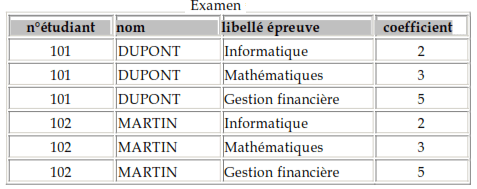 Examen
n°étudiant nom libellé épreuve coefficient
101 DUPONT Informatique 2
101 DUPONT Mathématiques 3
101 DUPONT Gestion financière 5
102 MARTIN Informatique 2
102 MARTIN Mathématiques 3
102 MARTIN Gestion financière 5